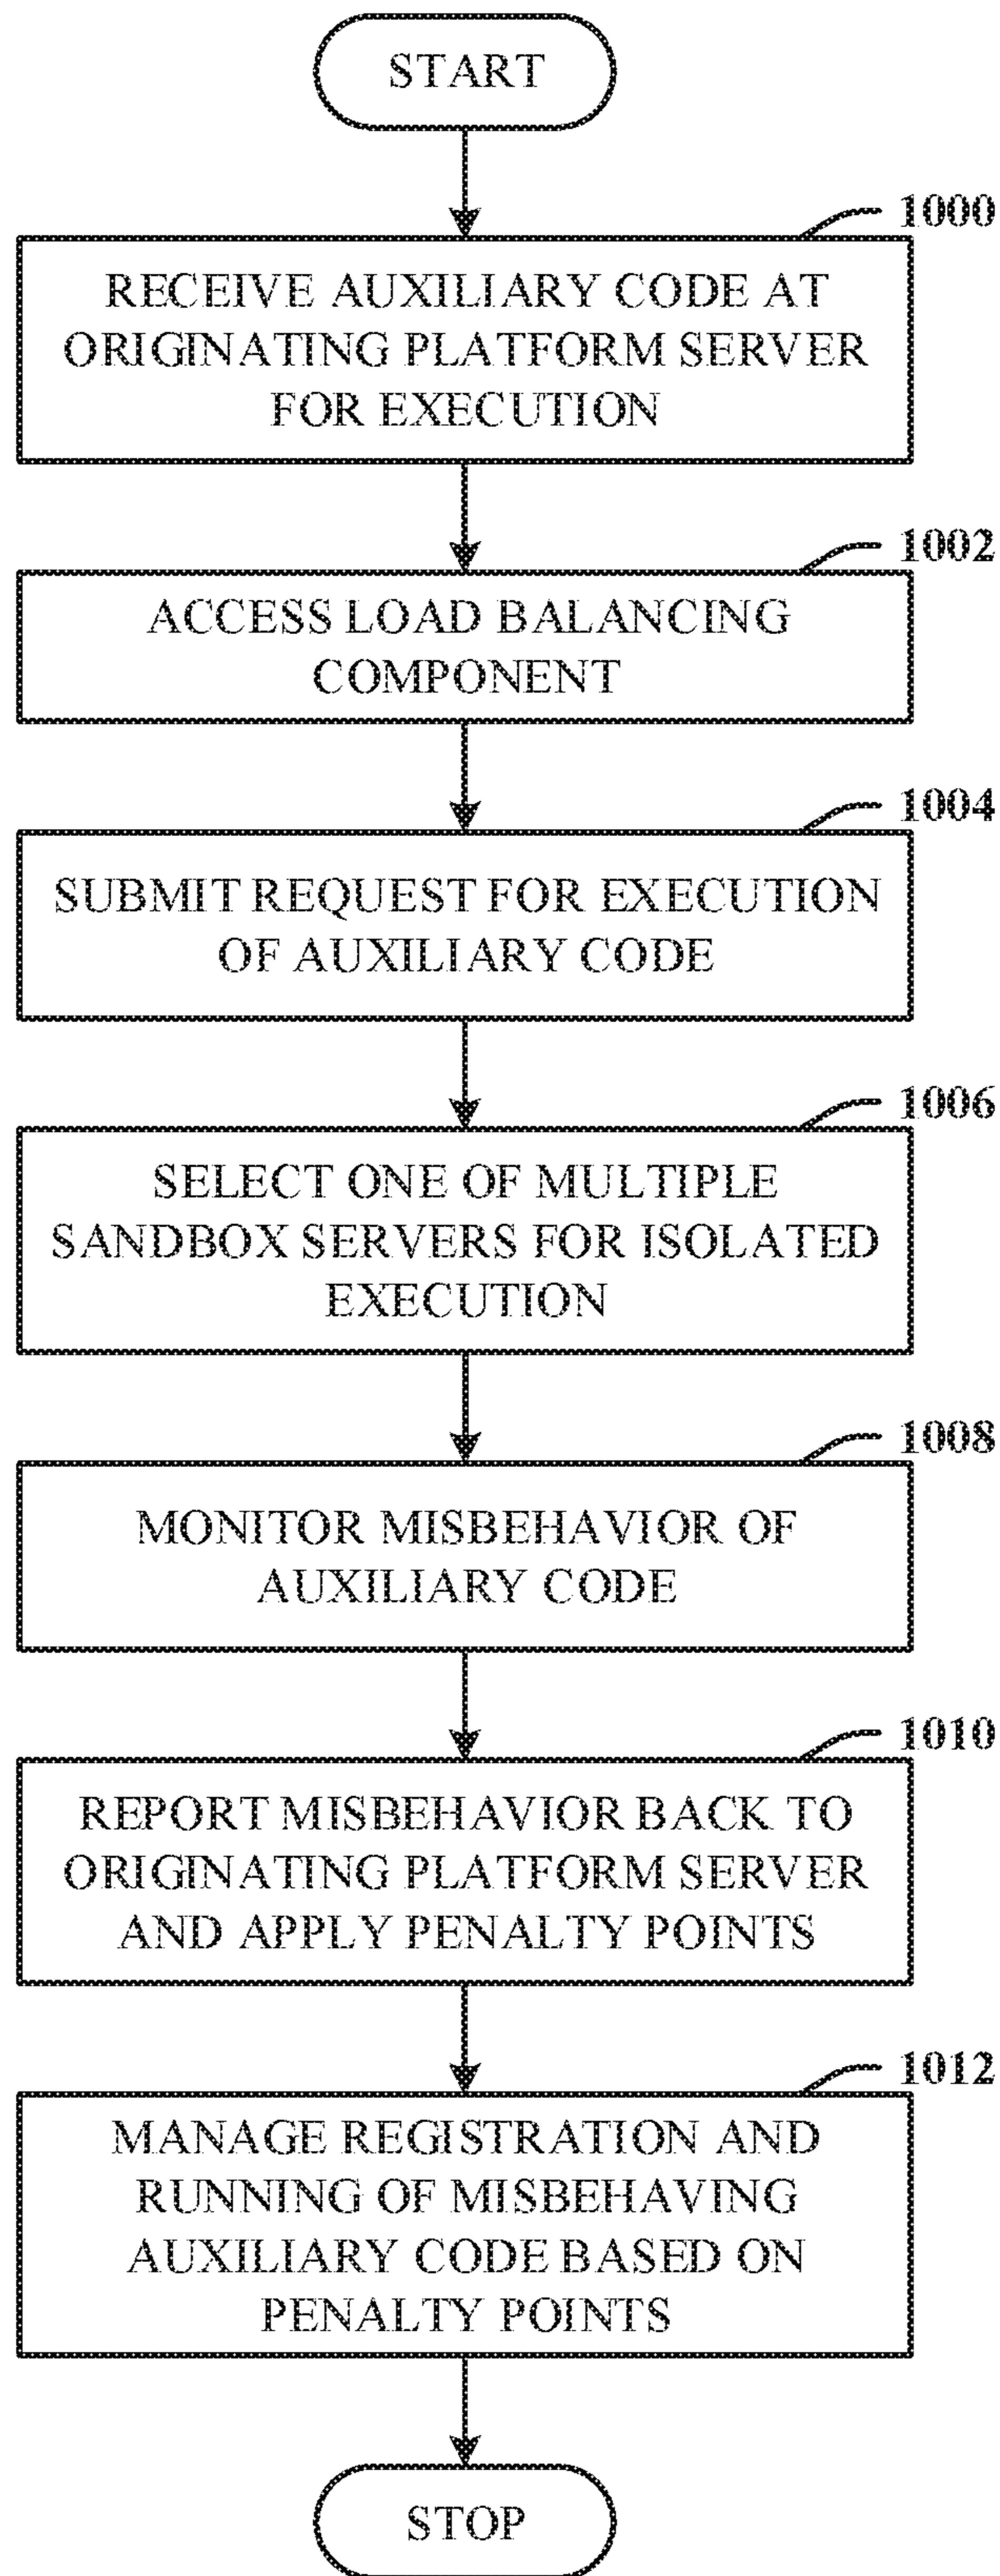 START
1000
RECEIVE AUXILIARY CODE AT
ORIGINATING PLATFORM SERVER
FOR EXECUTION
1002
ACCESS LOAD BALANCING
COMPONENT
1004
SUBMIT REQUEST FOR EXECUTION
OF AUXILIARY CODE
1006
SELECT ONE OF MULTIPLE
SANDBOX SERVERS FOR ISOLATED
EXECUTION
1008
MONITOR MISBEHAVIOR OF
AUXILIARY CODE
1010
REPORT MISBEHAVIOR BACK TO
ORIGINATING PLATFORM SERVER
AND APPLY PENALTY POINTS
1012
MANAGE REGISTRATION AND
RUNNING OF MISBEHAVING
AUXILIARY CODE BASED ON
PENALTY POINTS
STOP